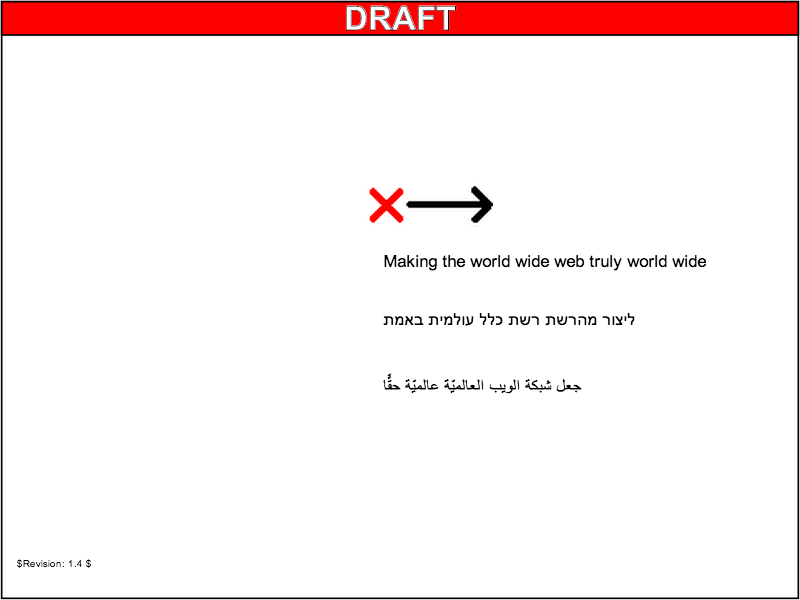 DRAFT
Making the world wide web truly world wide
ליצור מהרשת רשת כלל עולמית באמת
جعل شبكة الويب العالميّة عالميّة حقًّا
$Revision: 1.4 $